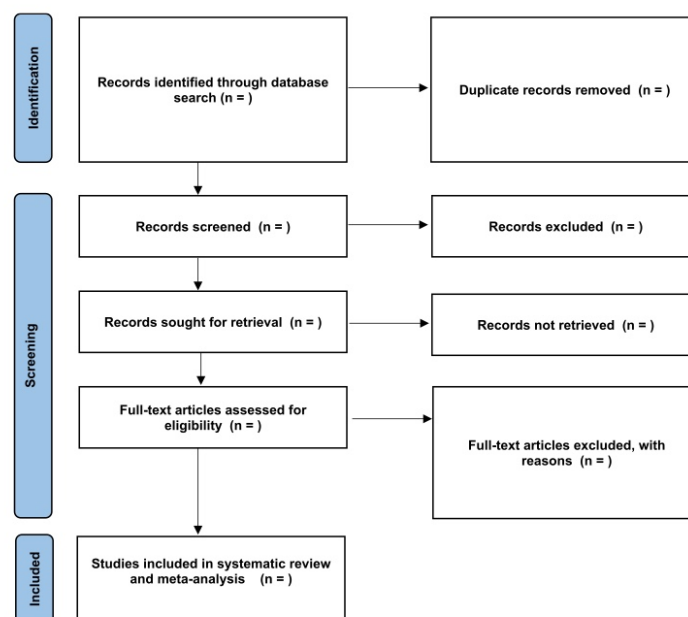 Identification
Records identified through database
search (n = )
Duplicate records removed (n = )
Screening
Records screened (n = )
Records excluded (n = )
Records sought for retrieval (n = )
Records not retrieved (n = )
Full-text articles assessed for
eligibility (n = )
Full-text articles excluded, with
reasons (n = )
Included
Studies included in systematic review
and meta-analysis (n = )